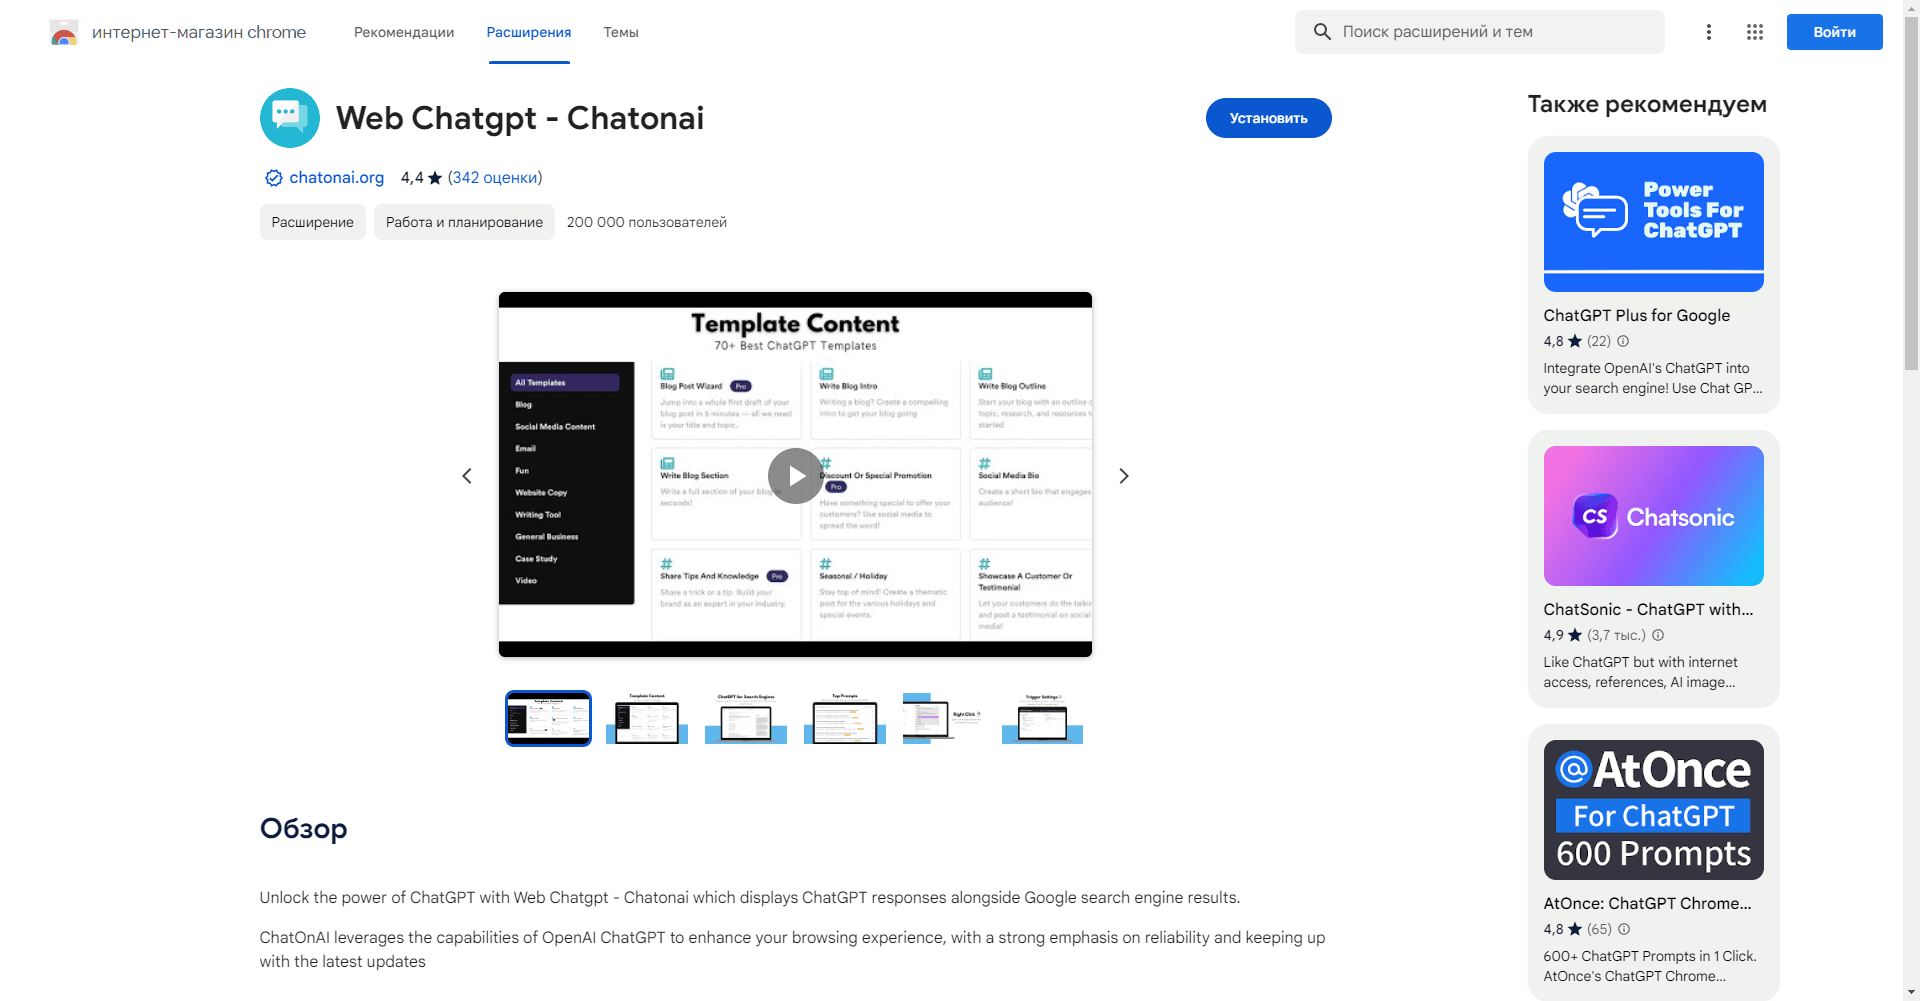 интернет-магазин chrome
Рекомендации
Расширения
Темы
Поиск расширений и тем
Войти
Web Chatgpt - Chatonai
Установить
chatonai.org
4,4 ★ (342 оценки)
Расширение
Работа и планирование
200 000 пользователей
Template Content
70+ Best ChatGPT Templates
All Templates
Blog
Social Media Content
Email
Fun
Website Copy
Writing Tool
General Business
Case Study
Video
Blog Post Wizard
Pro
Jump into a whole first draft of your
blog post in 5 minutes — all we need
is your title and topic.
Write Blog Intro
Writing a blog? Create a compelling
intro to get your blog going
Write Blog Outline
Start your blog with an outline o
topic, research, and resources t
started
Write Blog Section
Write a full section of your blog in
seconds!
Discount Or Special Promotion
Pro
Have something special to offer your
customers? Use social media to
spread the word!
Social Media Bio
Create a short bio that engages
audience!
Share Tips And Knowledge
Pro
Share a trick or a tip. Build your
brand as an expert in your industry.
Seasonal / Holiday
Stay top of mind! Create a thematic
post for the various holidays and
special events.
Showcase A Customer Or
Testimonial
Let your customers do the talkin
and post a testimonial on social
media!
Template Content
ChatGPT for Search Engines
Top Prompts
Right Click
Trigger Settings
Обзор
Unlock the power of ChatGPT with Web Chatgpt - Chatonai which displays ChatGPT responses alongside Google search engine results.
ChatOnAI leverages the capabilities of OpenAI ChatGPT to enhance your browsing experience, with a strong emphasis on reliability and keeping up
with the latest updates
Также рекомендуем
Power
Tools For
ChatGPT
ChatGPT Plus for Google
4,8 ★ (22)
Integrate OpenAI's ChatGPT into
your search engine! Use Chat GP...
CS Chatsonic
ChatSonic - ChatGPT with...
4,9 ★ (3,7 тыс.)
Like ChatGPT but with internet
access, references, AI image...
@AtOnce
For ChatGPT
600 Prompts
AtOnce: ChatGPT Chrome...
4,8 ★ (65)
600+ ChatGPT Prompts in 1 Click.
AtOnce's ChatGPT Chrome...